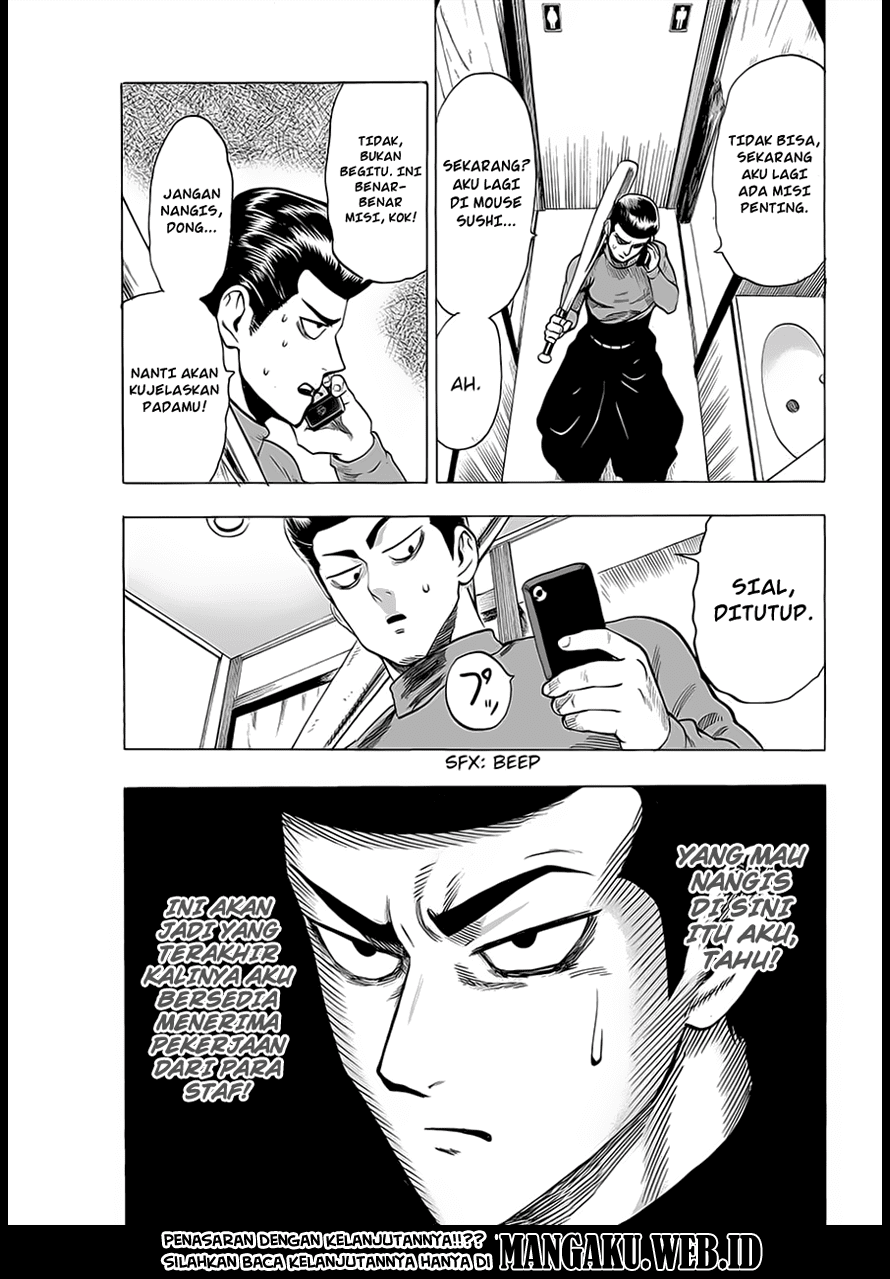 TIDAK BISA,
SEKARANG
AKU LAGI
ADA MISI
PENTING.
SEKARANG?
AKU LAGI
DI MOUSE
SUSHI...
AH.
TIDAK,
BUKAN
BEGITU. INI
BENAR-
BENAR
MISI, KOK!
JANGAN
NANGIS,
DONG...
NANTI AKAN
KUJELASKAN
PADAMU!
SIAL,
DITUTUP.
プッ
SFX: BEEP
YANG MAU
NANGIS
DI SINI
ITU AKU,
TAHU!
INI AKAN
JADI YANG
TERAKHIR
KALINYA AKU
BERSEDIA
MENERIMA
PEKERJAAN
DARI PARA
STAF!
PENASARAN DENGAN KELANJUTANNYA!!??
SILAHKAN BACA KELANJUTANNYA HANYA DI
MANGAKU.WEB.ID